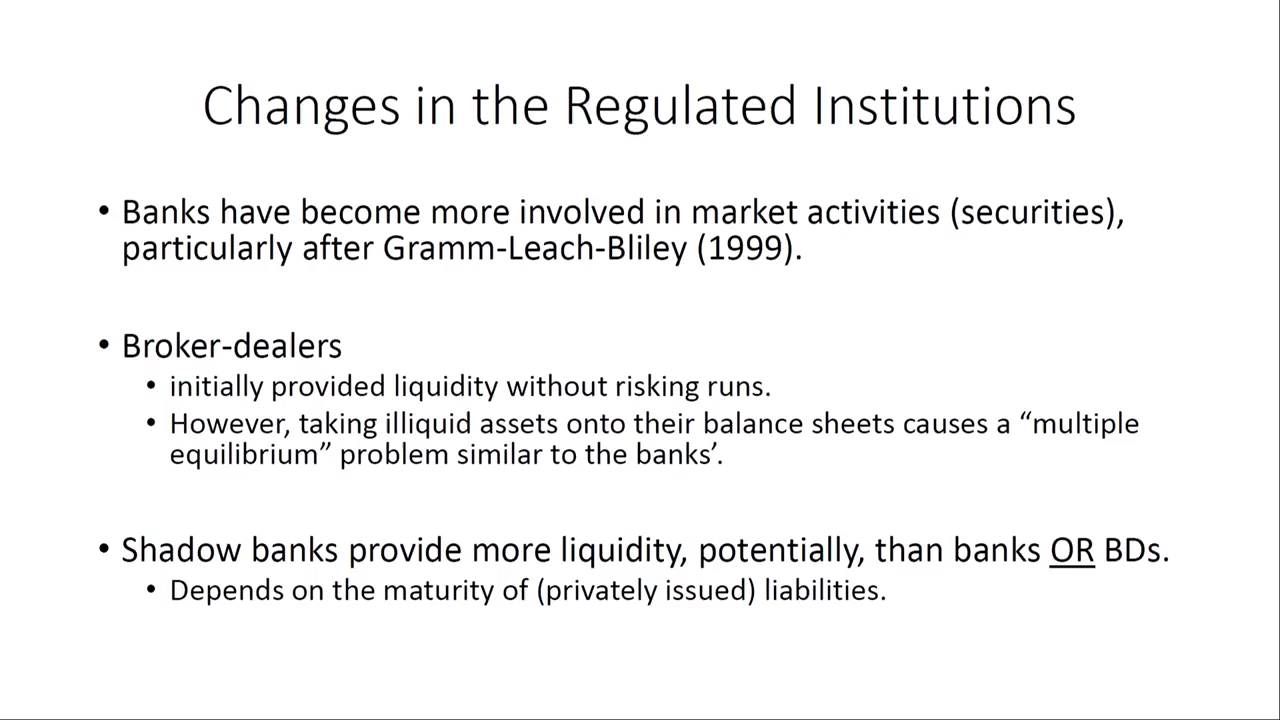 Changes in the Regulated Institutions
• Banks have become more involved in market activities (securities),
particularly after Gramm-Leach-Bliley (1999).
• Broker-dealers
• initially provided liquidity without risking runs.
• However, taking illiquid assets onto their balance sheets causes a “multiple
equilibrium” problem similar to the banks’.
• Shadow banks provide more liquidity, potentially, than banks OR BDs.
• Depends on the maturity of (privately issued) liabilities.